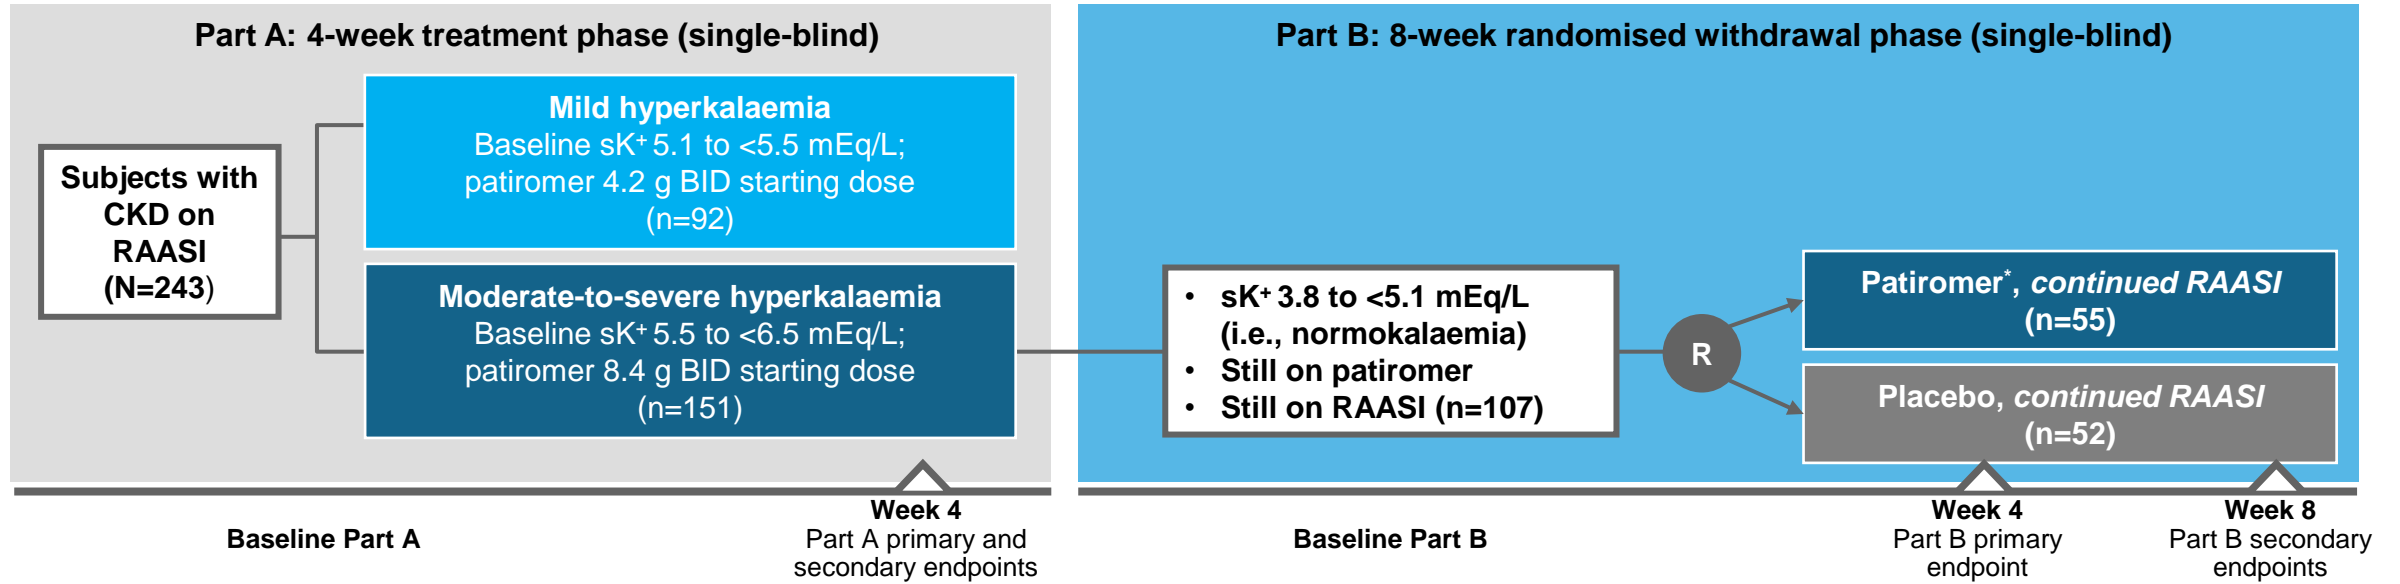 Part A: 4-week treatment phase (single-blind)
Subjects with
CKD on
RAASI
(N=243)
Mild hyperkalaemia
Baseline sK⁺ 5.1 to <5.5 mEq/L;
patiromer 4.2 g BID starting dose
(n=92)
Moderate-to-severe hyperkalaemia
Baseline sK⁺ 5.5 to <6.5 mEq/L;
patiromer 8.4 g BID starting dose
(n=151)
Baseline Part A
Week 4
Part A primary and
secondary endpoints
Part B: 8-week randomised withdrawal phase (single-blind)
• sK⁺ 3.8 to <5.1 mEq/L
(i.e., normokalaemia)
• Still on patiromer
• Still on RAASI (n=107)
R
Patiromer*, continued RAASI
(n=55)
Placebo, continued RAASI
(n=52)
Baseline Part B
Week 4
Part B primary
endpoint
Week 8
Part B secondary
endpoints